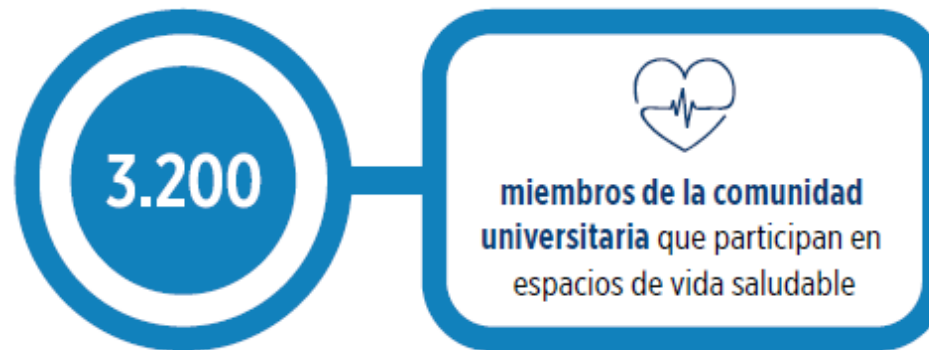 3.200
miembros de la comunidad
universitaria que participan en
espacios de vida saludable